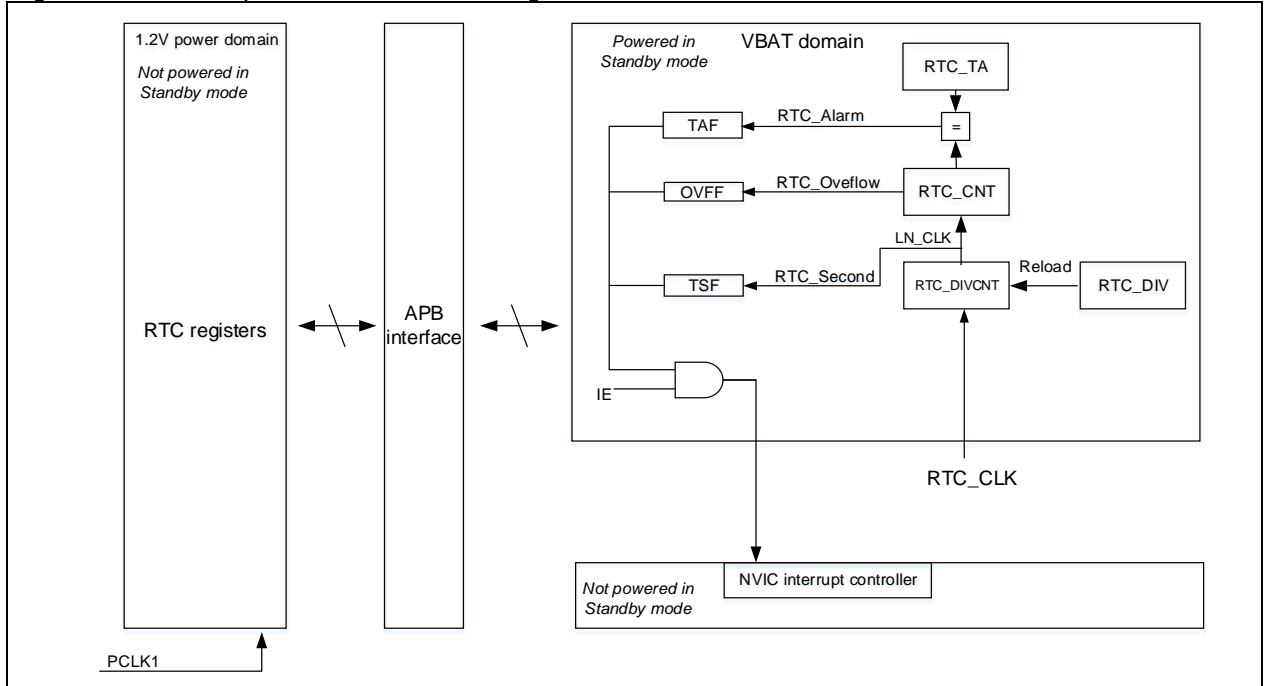 1.2V power domain
Not powered in
Standby mode
RTC registers
PCLK1
APB
interface
Powered in
Standby mode
VBAT domain
RTC_TA
TAF
RTC_Alarm
=
OVFF
RTC_Oveflow
RTC_CNT
LN_CLK
TSF
RTC_Second
RTC_DIVCNT
Reload
RTC_DIV
IE
RTC_CLK
NVIC interrupt controller
Not powered in
Standby mode